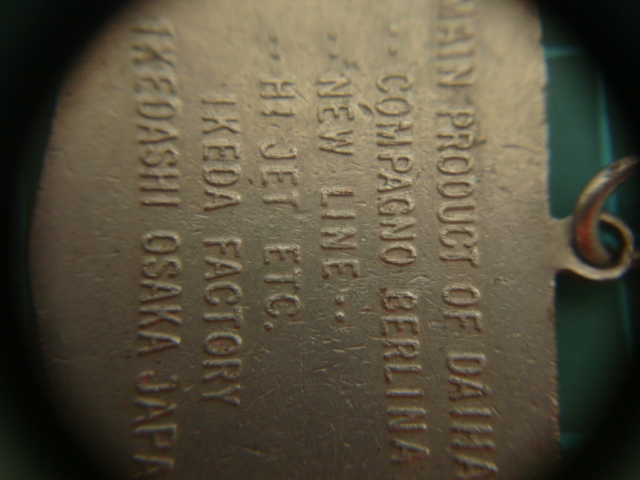 MAIN PRODUCT OF DAIHA
·· COMPAGNO BERLINA
·· NEW LINE··
·· HI·JET ETC.
IKEDA FACTORY
IKEDASHI OSAKA JAPA